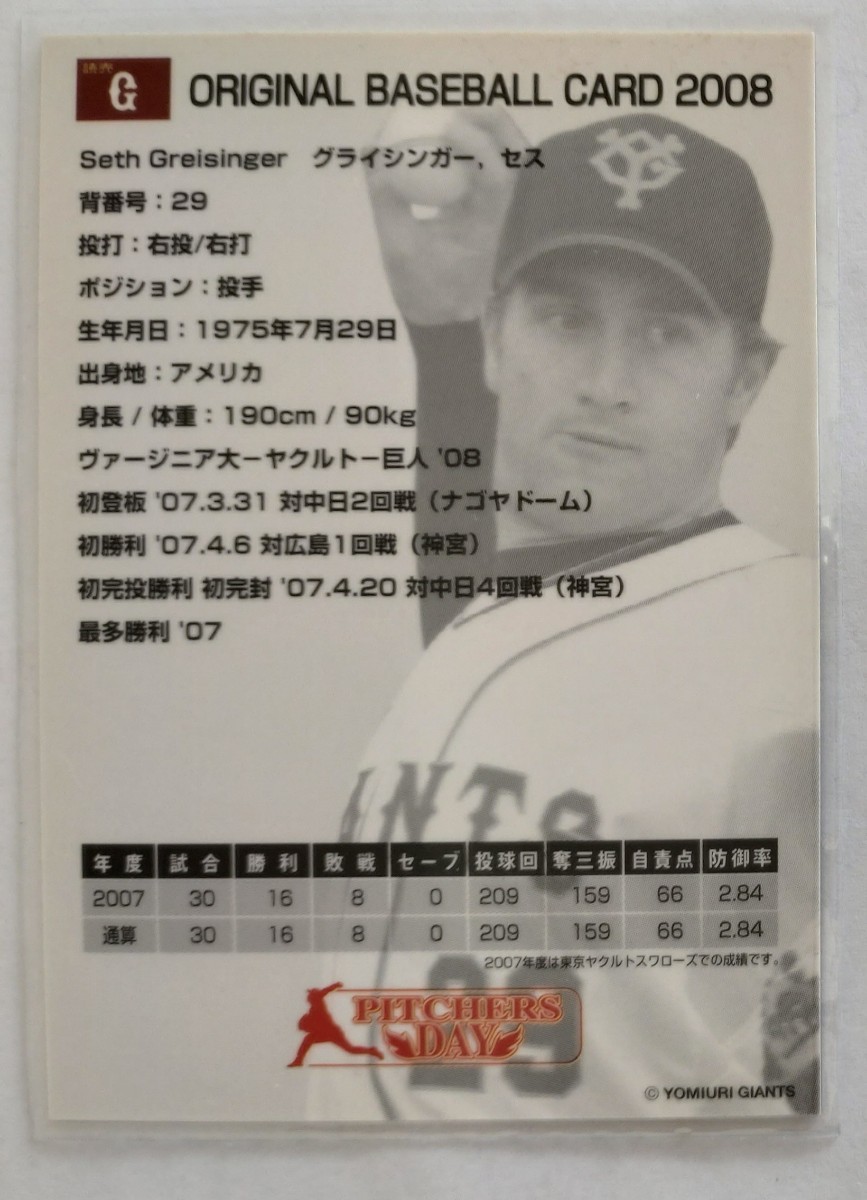 読売
G
ORIGINAL BASEBALL CARD 2008
Seth Greisinger　グライシンガー，セス
背番号：29
投打：右投/右打
ポジション：投手
生年月日：1975年7月29日
出身地：アメリカ
身長 / 体重：190cm / 90kg
ヴァージニア大－ヤクルト－巨人 '08
初登板 '07.3.31 対中日2回戦（ナゴヤドーム）
初勝利 '07.4.6 対広島1回戦（神宮）
初完投勝利 初完封 '07.4.20 対中日4回戦（神宮）
最多勝利 '07
年度 試合 勝利 敗戦 セーブ 投球回 奪三振 自責点 防御率
2007 30 16 8 0 209 159 66 2.84
通算 30 16 8 0 209 159 66 2.84
2007年度は東京ヤクルトスワローズでの成績です。
PITCHERS
DAY
29
© YOMIURI GIANTS